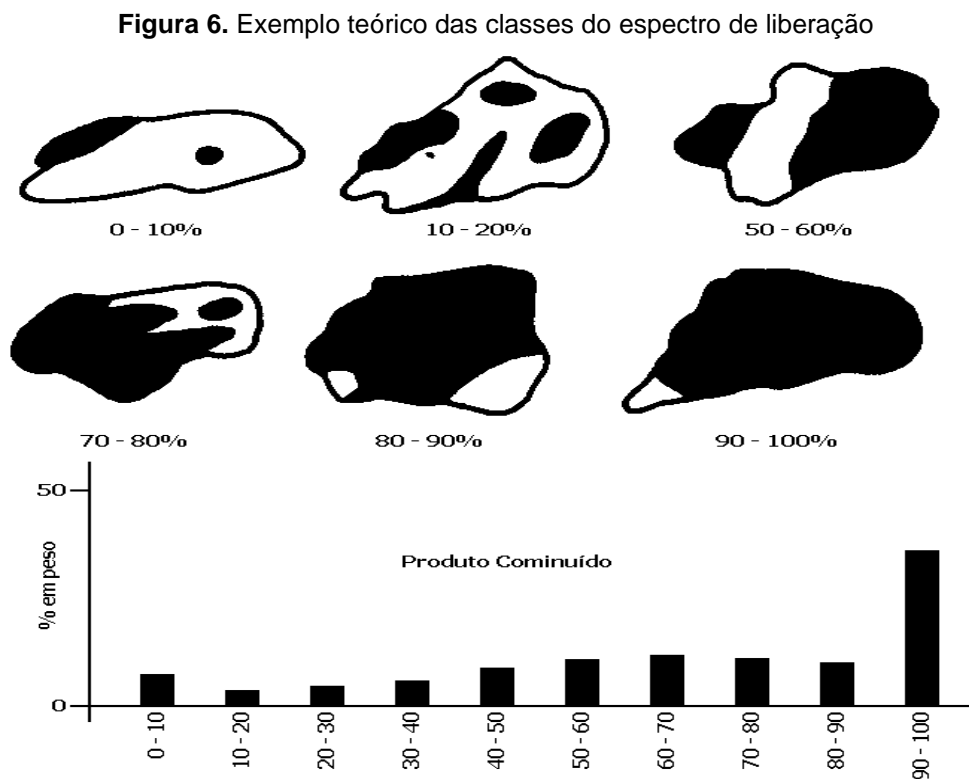 Figura 6. Exemplo teórico das classes do espectro de liberação
0 - 10%
10 - 20%
50 - 60%
70 - 80%
80 - 90%
90 - 100%
50
% em peso
Produto Cominuído
0
0 - 10
10 - 20
20 - 30
30 - 40
40 - 50
50 - 60
60 - 70
70 - 80
80 - 90
90 - 100